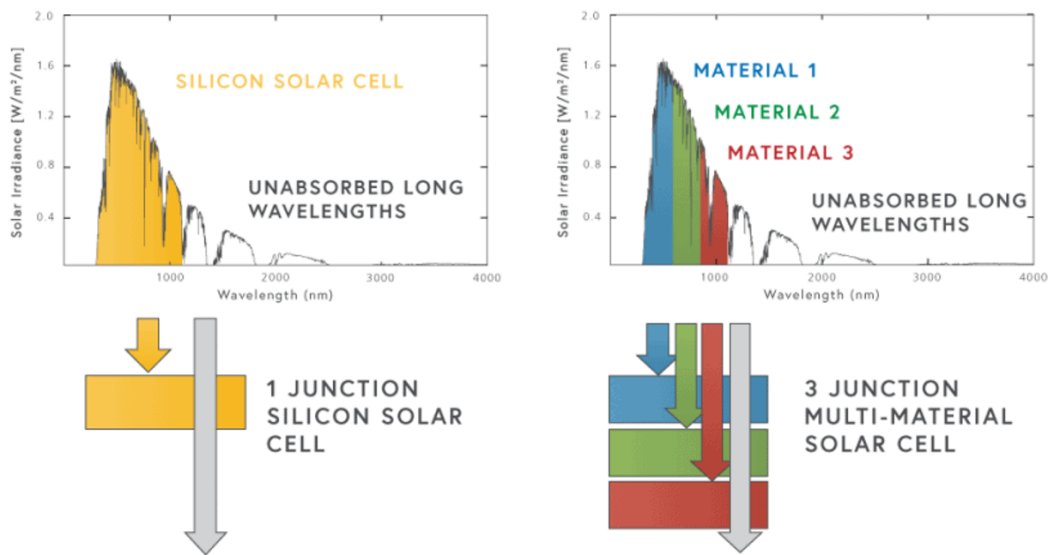 2.0
1.6
1.2
0.8
0.4
Solar Irradiance [W/m²/nm]
SILICON SOLAR CELL
UNABSORBED LONG
WAVELENGTHS
1000
2000
3000
4000
Wavelength (nm)
1 JUNCTION
SILICON SOLAR
CELL
2.0
1.6
1.2
0.8
0.4
Solar Irradiance [W/m²/nm]
MATERIAL 1
MATERIAL 2
MATERIAL 3
UNABSORBED LONG
WAVELENGTHS
1000
2000
3000
4000
Wavelength (nm)
3 JUNCTION
MULTI-MATERIAL
SOLAR CELL